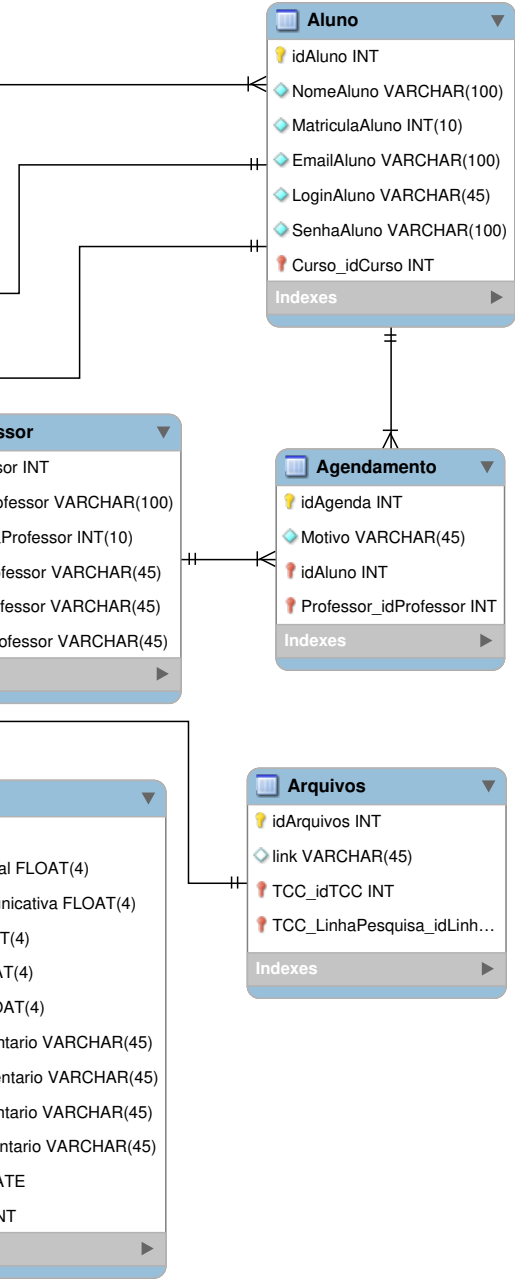 Aluno
idAluno INT
NomeAluno VARCHAR(100)
MatriculaAluno INT(10)
EmailAluno VARCHAR(100)
LoginAluno VARCHAR(45)
SenhaAluno VARCHAR(100)
Curso_idCurso INT
Indexes
ssor
sor INT
ofessor VARCHAR(100)
Professor INT(10)
fessor VARCHAR(45)
fessor VARCHAR(45)
ofessor VARCHAR(45)
Agendamento
idAgenda INT
Motivo VARCHAR(45)
idAluno INT
Professor_idProfessor INT
Indexes
al FLOAT(4)
nicativa FLOAT(4)
T(4)
AT(4)
OAT(4)
ntario VARCHAR(45)
entario VARCHAR(45)
ntario VARCHAR(45)
ntario VARCHAR(45)
ATE
NT
Arquivos
idArquivos INT
link VARCHAR(45)
TCC_idTCC INT
TCC_LinhaPesquisa_idLinh…
Indexes